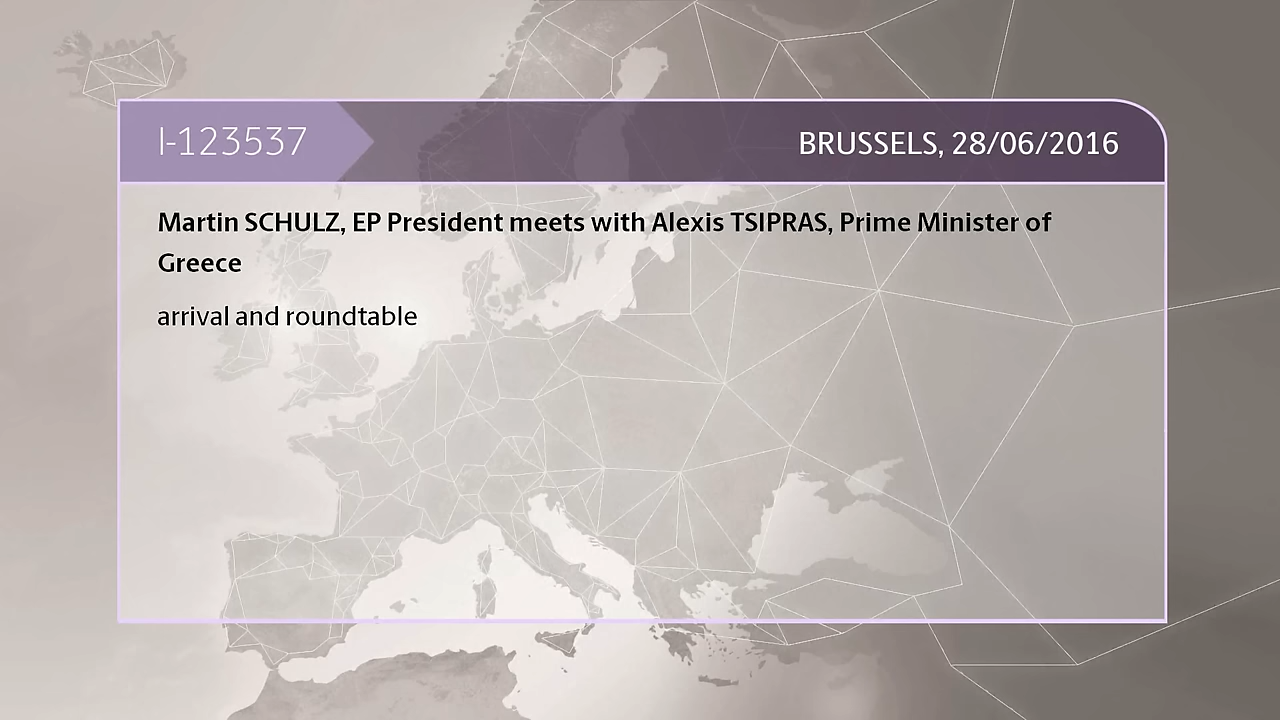 I-123537
BRUSSELS, 28/06/2016
Martin SCHULZ, EP President meets with Alexis TSIPRAS, Prime Minister of
Greece
arrival and roundtable